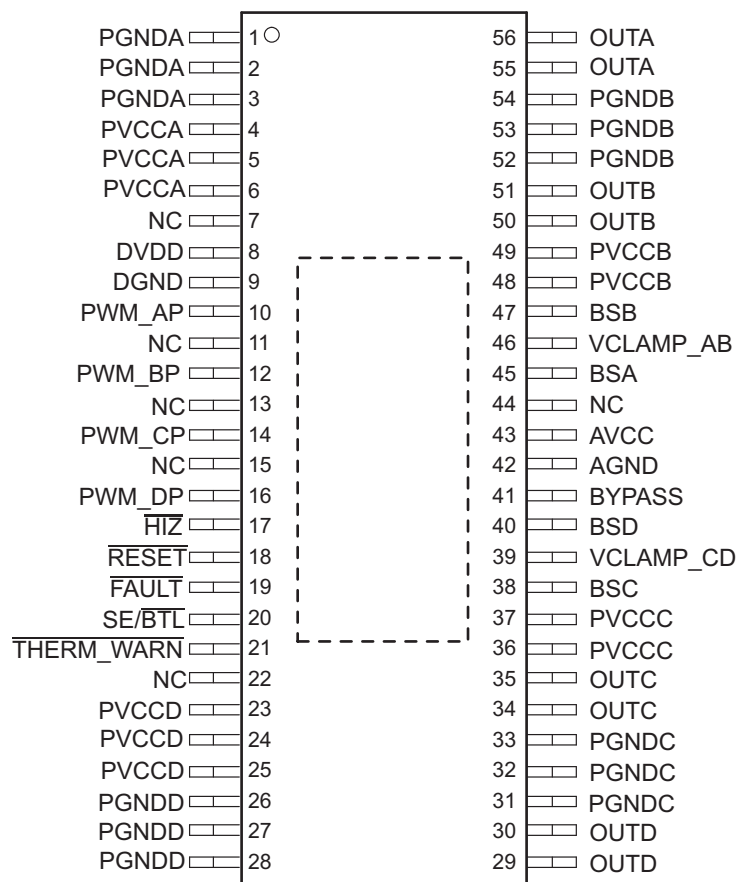 PGNDA 1 56 OUTA
PGNDA 2 55 OUTA
PGNDA 3 54 PGNDB
PVCCA 4 53 PGNDB
PVCCA 5 52 PGNDB
PVCCA 6 51 OUTB
NC 7 50 OUTB
DVDD 8 49 PVCCB
DGND 9 48 PVCCB
PWM_AP 10 47 BSB
NC 11 46 VCLAMP_AB
PWM_BP 12 45 BSA
NC 13 44 NC
PWM_CP 14 43 AVCC
NC 15 42 AGND
PWM_DP 16 41 BYPASS
HIZ 17 40 BSD
RESET 18 39 VCLAMP_CD
FAULT 19 38 BSC
SE/BTL 20 37 PVCCC
THERM_WARN 21 36 PVCCC
NC 22 35 OUTC
PVCCD 23 34 OUTC
PVCCD 24 33 PGNDC
PVCCD 25 32 PGNDC
PGNDD 26 31 PGNDC
PGNDD 27 30 OUTD
PGNDD 28 29 OUTD